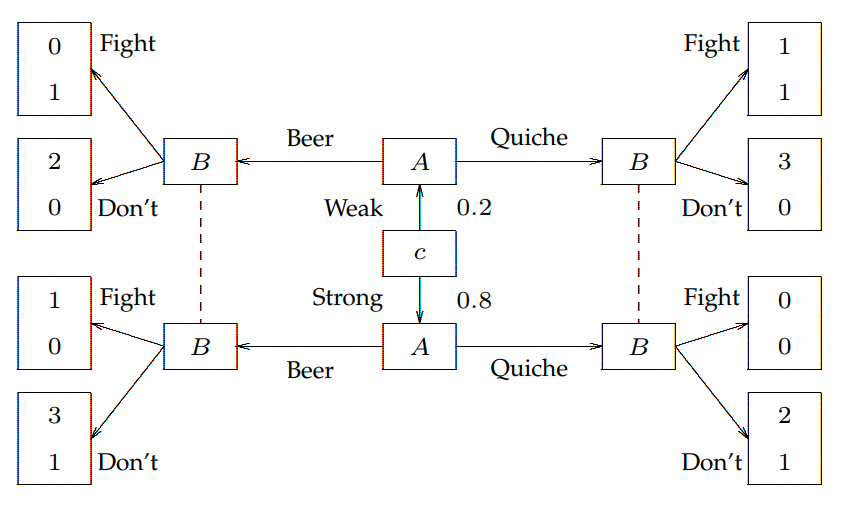 0 Fight Fight 1
1 1
Beer Quiche
2 B A B 3
0 Don't Weak 0.2 Don't 0
c
1 Fight Strong 0.8 Fight 0
0 B A B 0
Beer Quiche
3 2
1 Don't Don't 1